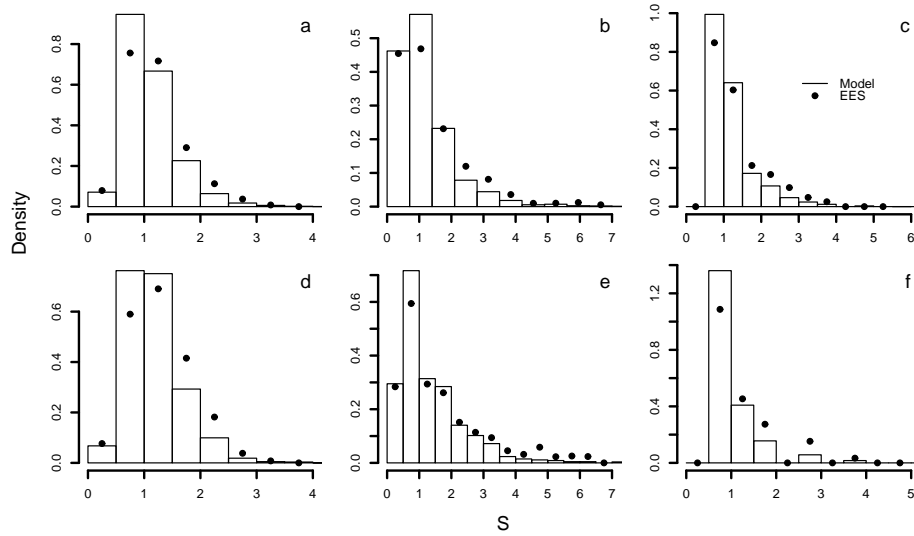 a
0.0 0.2 0.4 0.6 0.8
0 1 2 3 4
b
0.0 0.1 0.2 0.3 0.4 0.5
0 1 2 3 4 5 6 7
c
0.0 0.2 0.4 0.6 0.8 1.0
0 1 2 3 4 5 6
Model
EES
Density
d
0.0 0.2 0.4 0.6
0 1 2 3 4
e
0.0 0.2 0.4 0.6
0 1 2 3 4 5 6 7
f
0.0 0.4 0.8 1.2
0 1 2 3 4 5
S